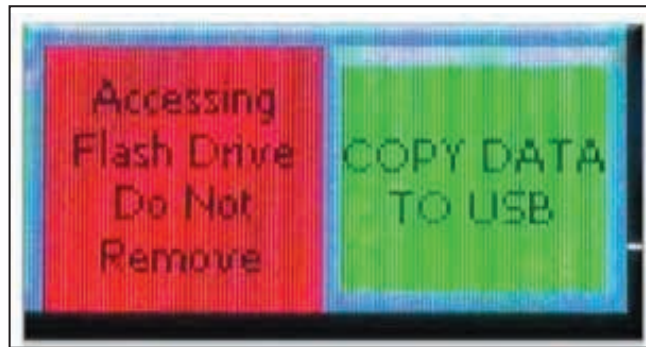 Accessing
Flash Drive
Do Not
Remove
COPY DATA
TO USB